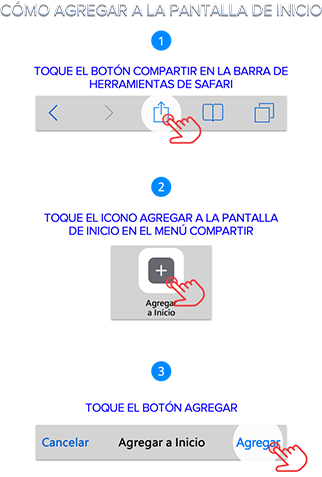 CÓMO AGREGAR A LA PANTALLA DE INICIO
1
TOQUE EL BOTÓN COMPARTIR EN LA BARRA DE
HERRAMIENTAS DE SAFARI
2
TOQUE EL ICONO AGREGAR A LA PANTALLA
DE INICIO EN EL MENÚ COMPARTIR
Agregar
a Inicio
3
TOQUE EL BOTÓN AGREGAR
Cancelar Agregar a Inicio Agregar